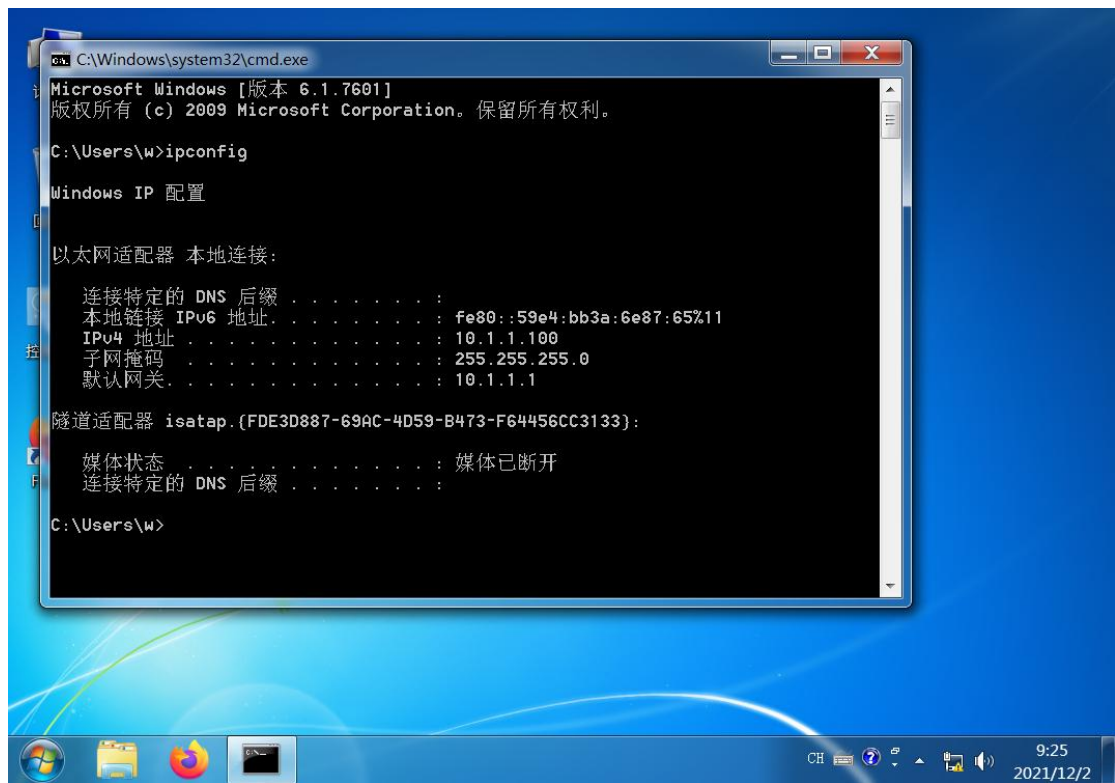 C:\Windows\system32\cmd.exe
Microsoft Windows [版本 6.1.7601]
版权所有 (c) 2009 Microsoft Corporation。保留所有权利。
C:\Users\w>ipconfig
Windows IP 配置
以太网适配器 本地连接:
连接特定的 DNS 后缀 . . . . . . . :
本地链接 IPv6 地址. . . . . . . . : fe80::59e4:bb3a:6e87:65%11
IPv4 地址 . . . . . . . . . . . . : 10.1.1.100
子网掩码 . . . . . . . . . . . . : 255.255.255.0
默认网关. . . . . . . . . . . . . : 10.1.1.1
隧道适配器 isatap.{FDE3D887-69AC-4D59-B473-F64456CC3133}:
媒体状态 . . . . . . . . . . . . : 媒体已断开
连接特定的 DNS 后缀 . . . . . . . :
C:\Users\w>
CH
9:25
2021/12/2